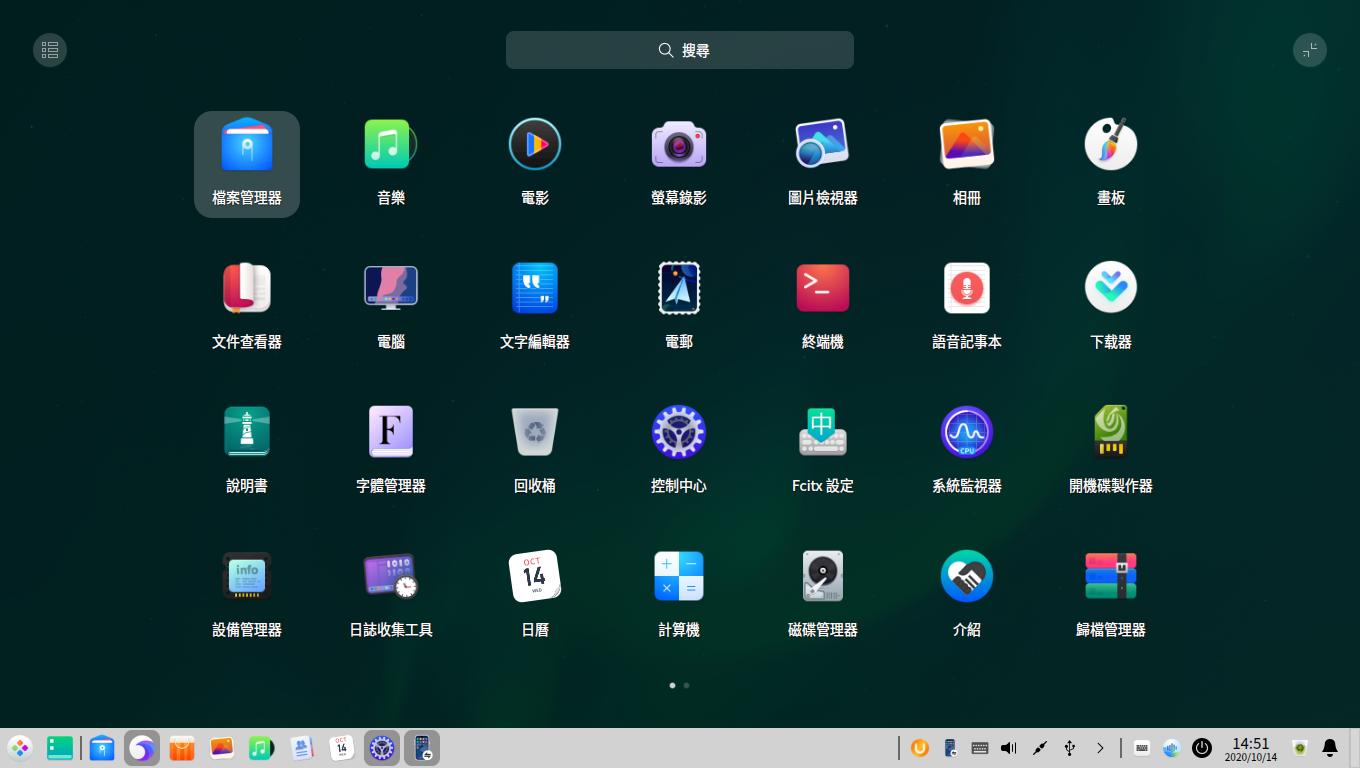 搜尋
檔案管理器
音樂
電影
螢幕錄影
圖片檢視器
相冊
畫板
文件查看器
電腦
文字編輯器
電郵
終端機
語音記事本
下载器
F
中
CPU
說明書
字體管理器
回收桶
控制中心
Fcitx 設定
系統監視器
開機碟製作器
info
OCT
14
WED
設備管理器
日誌收集工具
日曆
計算機
磁碟管理器
介紹
歸檔管理器
OCT
14
14:51
2020/10/14